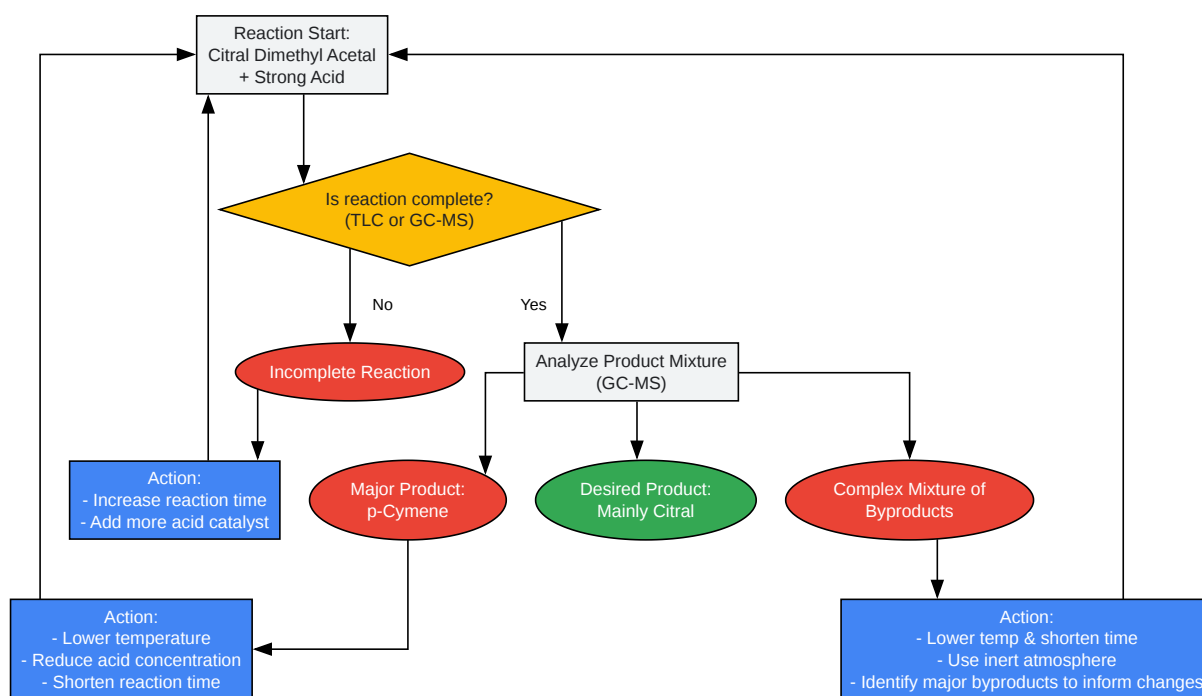 Reaction Start:
Citral Dimethyl Acetal
+ Strong Acid
Is reaction complete?
(TLC or GC-MS)
No
Yes
Incomplete Reaction
Analyze Product Mixture
(GC-MS)
Action:
- Increase reaction time
- Add more acid catalyst
Major Product:
p-Cymene
Desired Product:
Mainly Citral
Complex Mixture of
Byproducts
Action:
- Lower temperature
- Reduce acid concentration
- Shorten reaction time
Action:
- Lower temp & shorten time
- Use inert atmosphere
- Identify major byproducts to inform changes